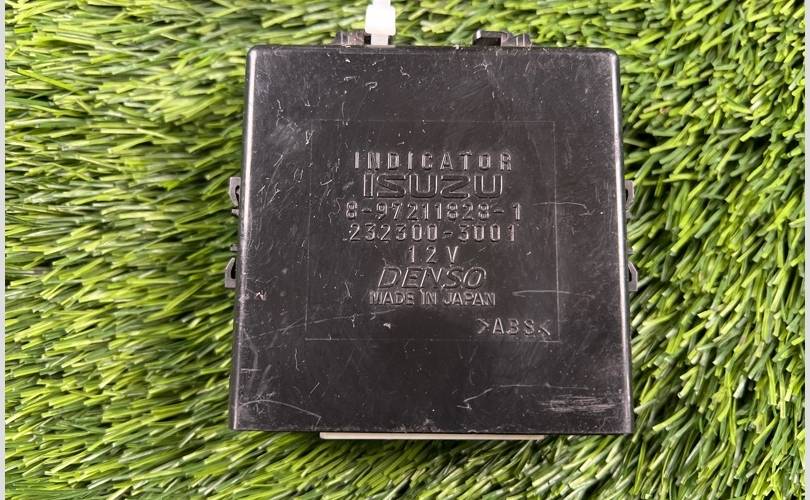 INDICATOR
ISUZU
8-97211828-1
232300-3001
12V
DENSO
MADE IN JAPAN
>ABS<